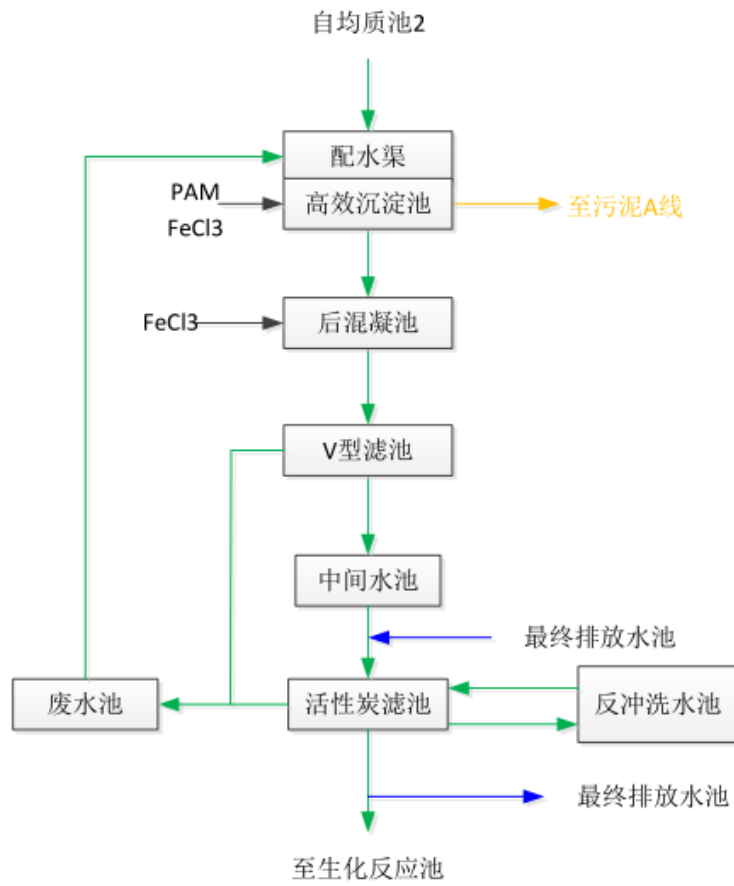 自均质池2
配水渠
PAM
高效沉淀池
至污泥A线
FeCl3
FeCl3
后混凝池
V型滤池
中间水池
最终排放水池
废水池
活性炭滤池
反冲洗水池
最终排放水池
至生化反应池